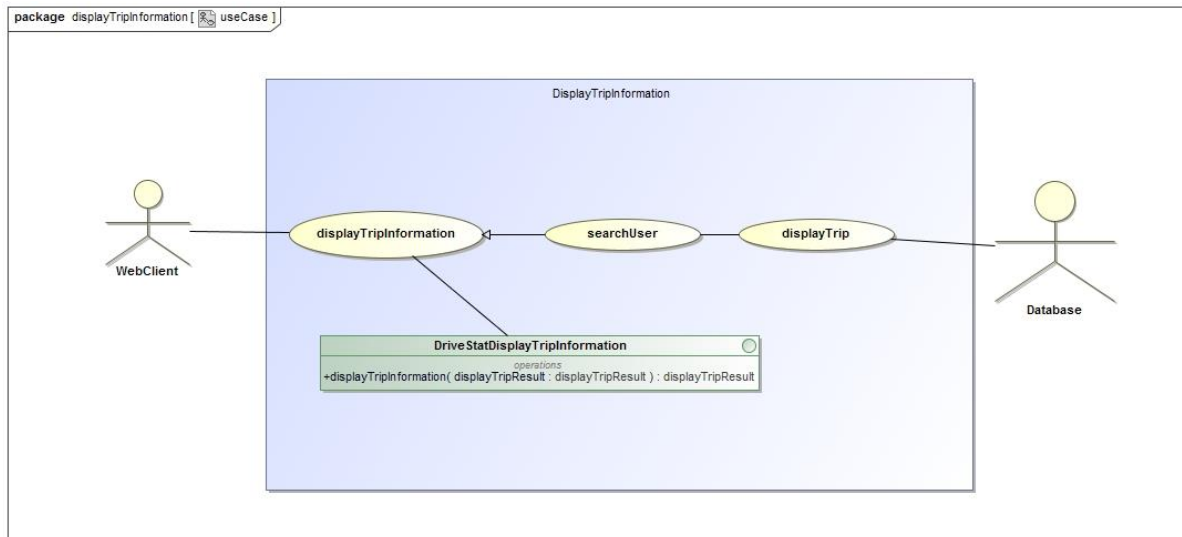 package displayTripInformation [ useCase ]
DisplayTripInformation
displayTripInformation
searchUser
displayTrip
WebClient
Database
DriveStatDisplayTripInformation
operations
+displayTripInformation( displayTripResult : displayTripResult ) : displayTripResult